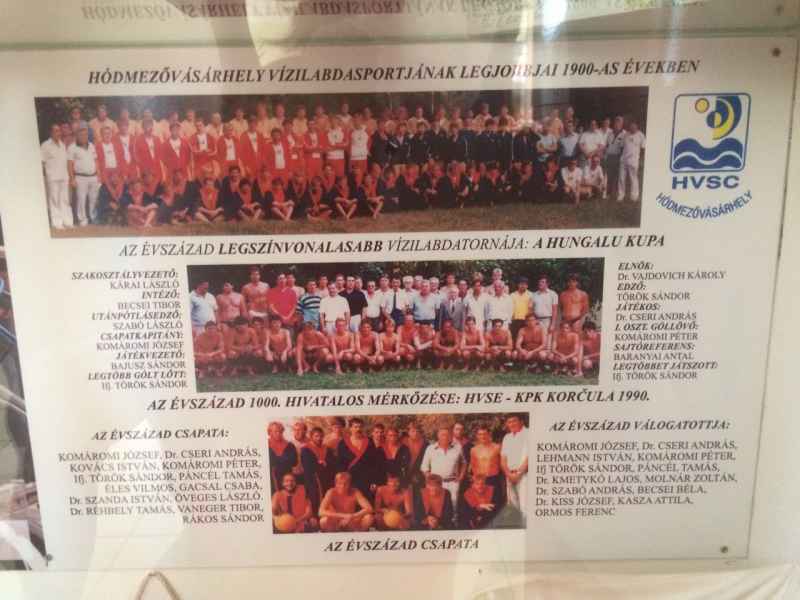 HÓDMEZŐVÁSÁRHELY VÍZILABDASPORTJÁNAK LEGJOBBJAI 1900-AS ÉVEKBEN
HVSC
HÓDMEZŐVÁSÁRHELY
AZ ÉVSZÁZAD LEGSZÍNVONALASABB VÍZILABDATORNÁJA: A HUNGALU KUPA
SZAKOSZTÁLYVEZETŐ:
KÁRAI LÁSZLÓ
INTÉZŐ:
BECSEI TIBOR
UTÁNPÓTLÁSEDZŐ:
SZABÓ LÁSZLÓ
CSAPATKAPITÁNY:
KOMÁROMI JÓZSEF
JÁTÉKVEZETŐ:
BAJUSZ SÁNDOR
LEGTÖBB GÓLT LŐTT:
Ifj. TÖRÖK SÁNDOR
ELNÖK:
Dr. VAJDOVICH KÁROLY
EDZŐ:
TÖRÖK SÁNDOR
JÁTÉKOS:
Dr. CSERI ANDRÁS
I. OSZT. GÓLLÖVŐ:
KOMÁROMI PÉTER
SAJTÓREFERENS:
BARANYAI ANTAL
LEGTÖBBET JÁTSZOTT:
Ifj. TÖRÖK SÁNDOR
AZ ÉVSZÁZAD 1000. HIVATALOS MÉRKŐZÉSE: HVSE - KPK KORČULA 1990.
AZ ÉVSZÁZAD CSAPATA:
KOMÁROMI JÓZSEF, Dr. CSERI ANDRÁS,
KOVÁCS ISTVÁN, KOMÁROMI PÉTER,
Ifj. TÖRÖK SÁNDOR, PÁNCÉL TAMÁS,
ÉLES VILMOS, GACSAL CSABA,
Dr. SZANDA ISTVÁN, ÖVEGES LÁSZLÓ.
Dr. RÉHBELY TAMÁS, VANEGER TIBOR,
RÁKOS SÁNDOR
AZ ÉVSZÁZAD VÁLOGATOTTJA:
KOMÁROMI JÓZSEF, Dr. CSERI ANDRÁS,
LEHMANN ISTVÁN, KOMÁROMI PÉTER,
Ifj TÖRÖK SÁNDOR, PÁNCÉL TAMÁS,
Dr. KMETYKÓ LAJOS, MOLNÁR ZOLTÁN,
Dr. SZABÓ ANDRÁS, BECSEI BÉLA,
Dr. KISS JÓZSEF, KASZA ATTILA,
ORMOS FERENC
AZ ÉVSZÁZAD CSAPATA